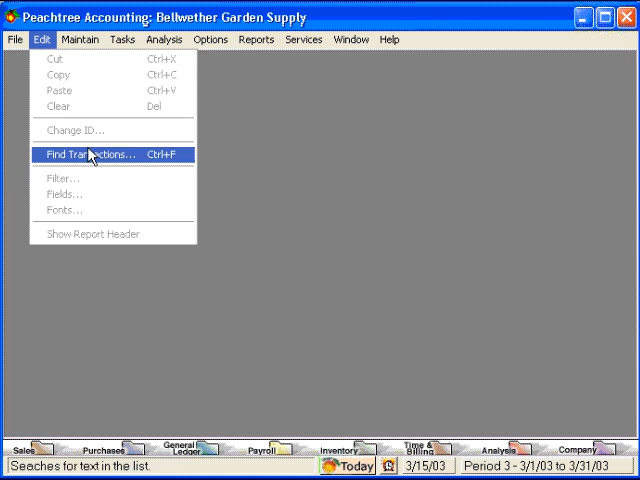 Peachtree Accounting: Bellwether Garden Supply
File Edit Maintain Tasks Analysis Options Reports Services Window Help
Cut Ctrl+X
Copy Ctrl+C
Paste Ctrl+V
Clear Del
Change ID...
Find Transactions... Ctrl+F
Filter...
Fields...
Fonts...
Show Report Header
Sales Purchases General Ledger Payroll Inventory Time & Billing Analysis Company
Seaches for text in the list. Today 3/15/03 Period 3 - 3/1/03 to 3/31/03